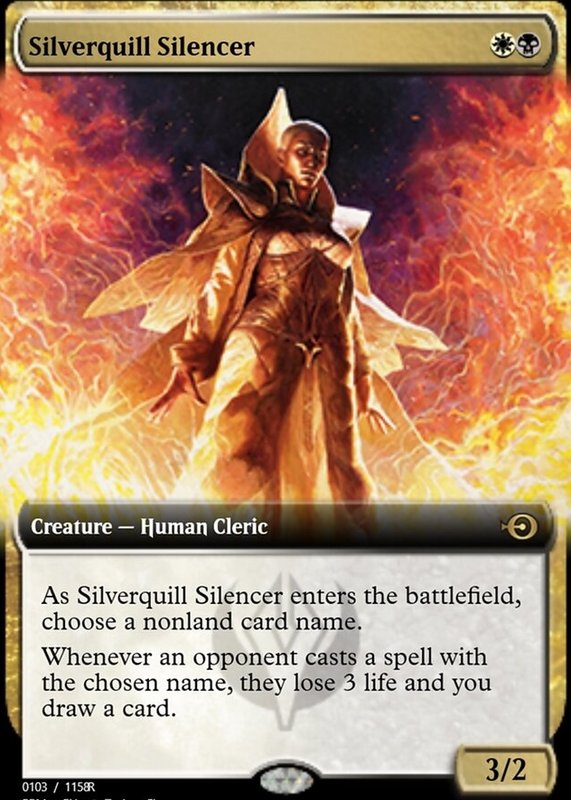 Silverquill Silencer
Creature — Human Cleric
As Silverquill Silencer enters the battlefield,
choose a nonland card name.
Whenever an opponent casts a spell with
the chosen name, they lose 3 life and you
draw a card.
3/2
0103 / 1158R